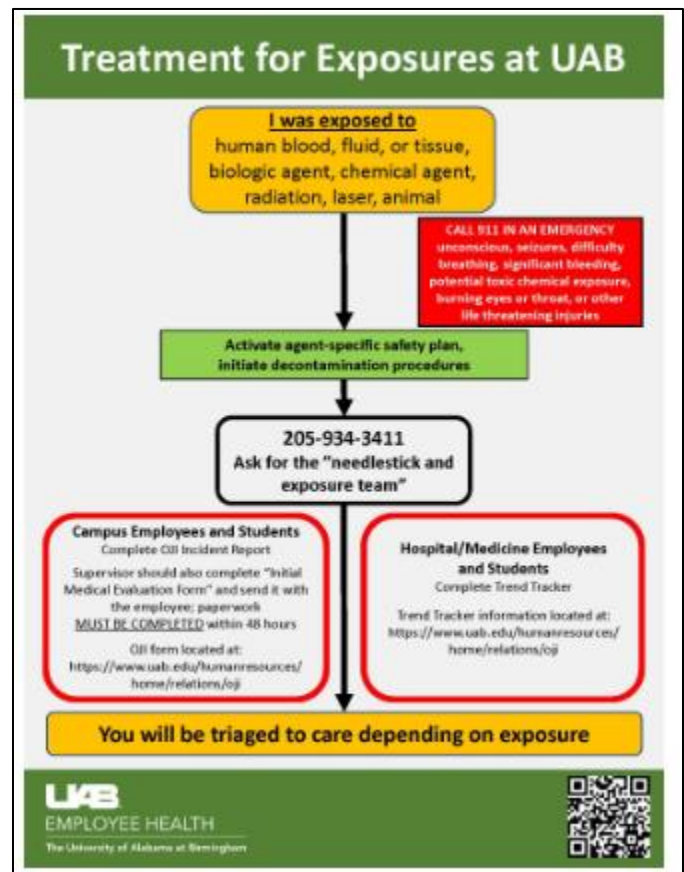 Treatment for Exposures at UAB
I was exposed to
human blood, fluid, or tissue,
biologic agent, chemical agent,
radiation, laser, animal
CALL 911 IN AN EMERGENCY
unconscious, seizures, difficulty
breathing, significant bleeding,
potential toxic chemical exposure,
burning eyes or throat, or other
life threatening injuries
Activate agent-specific safety plan,
initiate decontamination procedures
205-934-3411
Ask for the "needlestick and
exposure team"
Campus Employees and Students
Complete OJI Incident Report
Supervisor should also complete "Initial
Medical Evaluation Form" and send it with
the employee; paperwork
MUST BE COMPLETED within 48 hours
OJI form located at:
https://www.uab.edu/humanresources/
home/relations/oji
Hospital/Medicine Employees
and Students
Complete Trend Tracker
Trend Tracker information located at:
https://www.uab.edu/humanresources/
home/relations/oji
You will be triaged to care depending on exposure
UAB
EMPLOYEE HEALTH
The University of Alabama at Birmingham